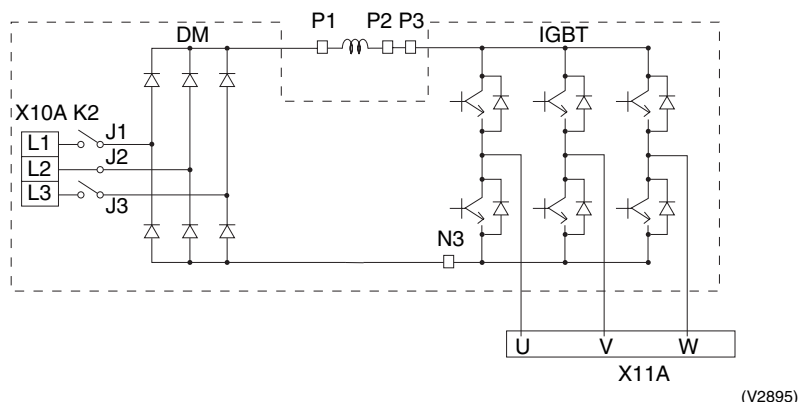 P1 P2 P3
DM IGBT
X10A K2
L1 J1
L2 J2
L3 J3
N3
U V W
X11A
(V2895)